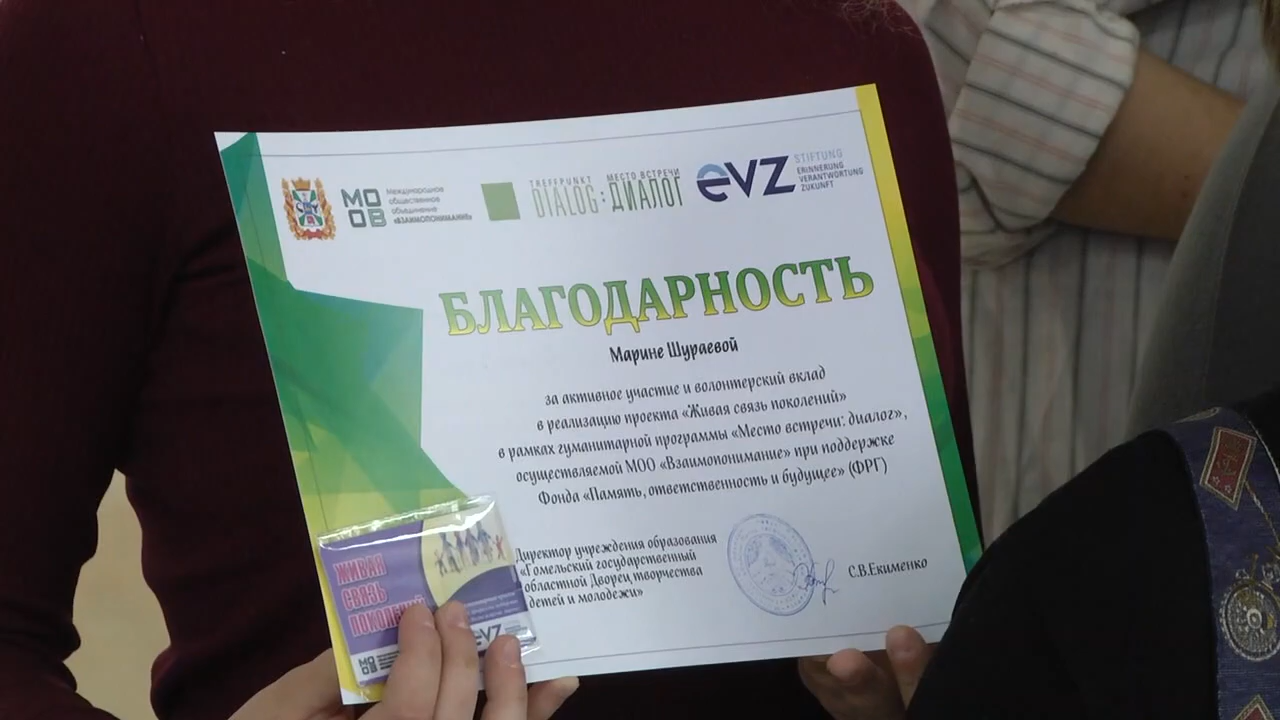 МО
ОВ
Международное
общественное
объединение
«ВЗАИМОПОНИМАНИЕ»
TREFFPUNKT МЕСТО ВСТРЕЧИ
DIALOG : ДИАЛОГ
eVZ
STIFTUNG
ERINNERUNG
VERANTWORTUNG
ZUKUNFT
БЛАГОДАРНОСТЬ
Марине Шураевой
за активное участие и волонтерский вклад
в реализацию проекта «Живая связь поколений»
в рамках гуманитарной программы «Место встречи: диалог»,
осуществляемой МОО «Взаимопонимание» при поддержке
Фонда «Память, ответственность и будущее» (ФРГ)
Директор учреждения образования
«Гомельский государственный
областной Дворец творчества
детей и молодежи»
С.В.Екименко
ЖИВАЯ
СВЯЗЬ
ПОКОЛЕНИЙ
eVZ